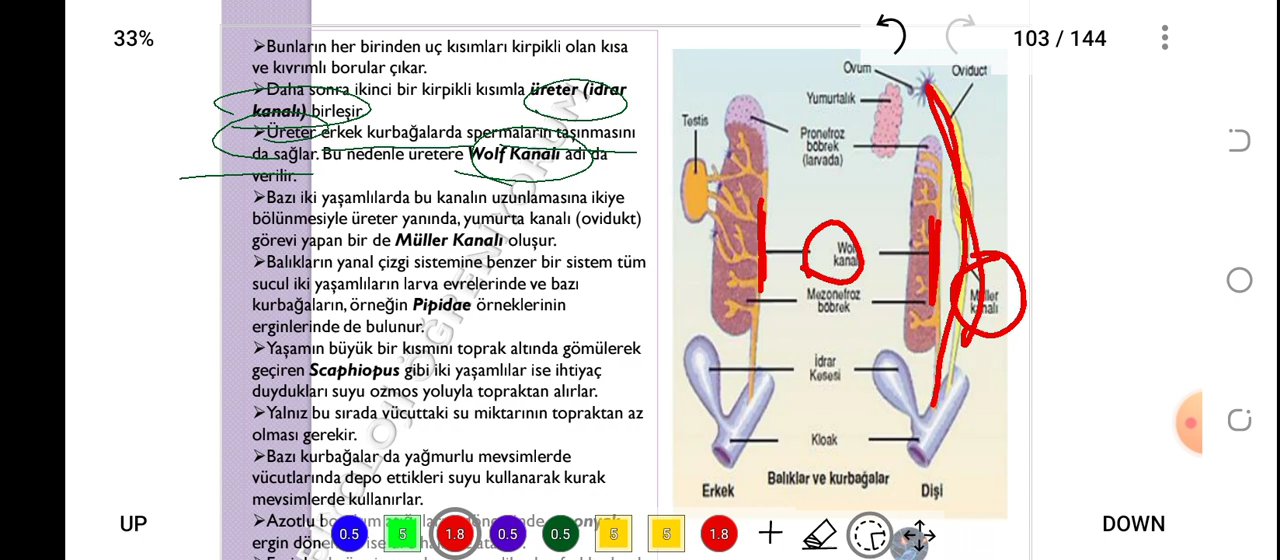 33%
103 / 144
➢Bunların her birinden uç kısımları kirpikli olan kısa
ve kıvrımlı borular çıkar.
➢Daha sonra ikinci bir kirpikli kısımla üreter (idrar
kanalı) birleşir
➢Üreter erkek kurbağalarda spermaların taşınmasını
da sağlar. Bu nedenle üretere Wolf Kanalı adı da
verilir.
➢Bazı iki yaşamlılarda bu kanalın uzunlamasına ikiye
bölünmesiyle üreter yanında, yumurta kanalı (ovidukt)
görevi yapan bir de Müller Kanalı oluşur.
➢Balıkların yanal çizgi sistemine benzer bir sistem tüm
sucul iki yaşamlıların larva evrelerinde ve bazı
kurbağaların, örneğin Pipidae örneklerinin
erginlerinde de bulunur.
➢Yaşamın büyük bir kısmını toprak altında gömülerek
geçiren Scaphiopus gibi iki yaşamlılar ise ihtiyaç
duydukları suyu ozmos yoluyla topraktan alırlar.
➢Yalnız bu sırada vücuttaki su miktarının topraktan az
olması gerekir.
➢Bazı kurbağalar da yağmurlu mevsimlerde
vücutlarında depo ettikleri suyu kullanarak kurak
mevsimlerde kullanırlar.
➢Azotlu
ergin
Ovum
Oviduct
Yumurtalık
Testis
Pronefroz
böbrek
(larvada)
Wolf
kanalı
Mezonefroz
böbrek
Müller
kanalı
İdrar
Kesesi
Kloak
Balıklar ve kurbağalar
Erkek
Dişi
UP
0.5
5
1.8
0.5
0.5
5
5
1.8
DOWN